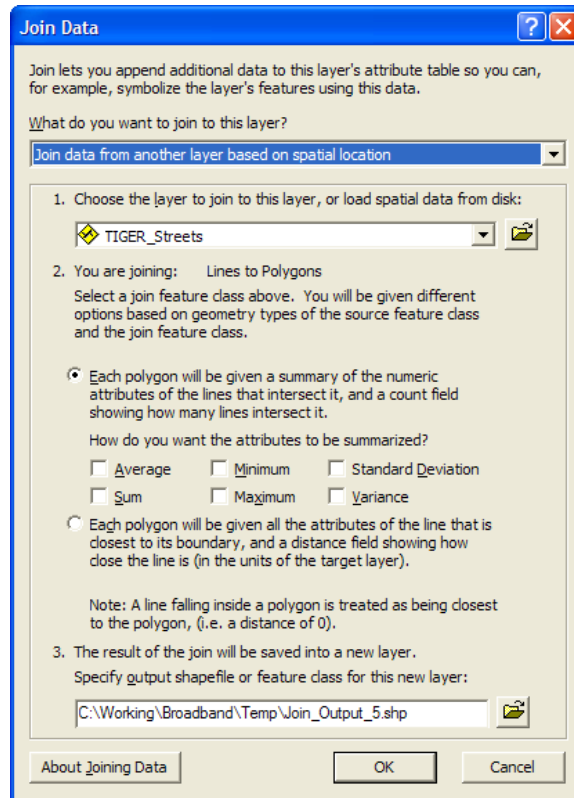 Join Data
Join lets you append additional data to this layer's attribute table so you can,
for example, symbolize the layer's features using this data.
What do you want to join to this layer?
Join data from another layer based on spatial location
1. Choose the layer to join to this layer, or load spatial data from disk:
TIGER_Streets
2. You are joining: Lines to Polygons
Select a join feature class above. You will be given different
options based on geometry types of the source feature class
and the join feature class.
Each polygon will be given a summary of the numeric
attributes of the lines that intersect it, and a count field
showing how many lines intersect it.
How do you want the attributes to be summarized?
Average Minimum Standard Deviation
Sum Maximum Variance
Each polygon will be given all the attributes of the line that is
closest to its boundary, and a distance field showing how
close the line is (in the units of the target layer).
Note: A line falling inside a polygon is treated as being closest
to the polygon, (i.e. a distance of 0).
3. The result of the join will be saved into a new layer.
Specify output shapefile or feature class for this new layer:
C:\Working\Broadband\Temp\Join_Output_5.shp
About Joining Data OK Cancel